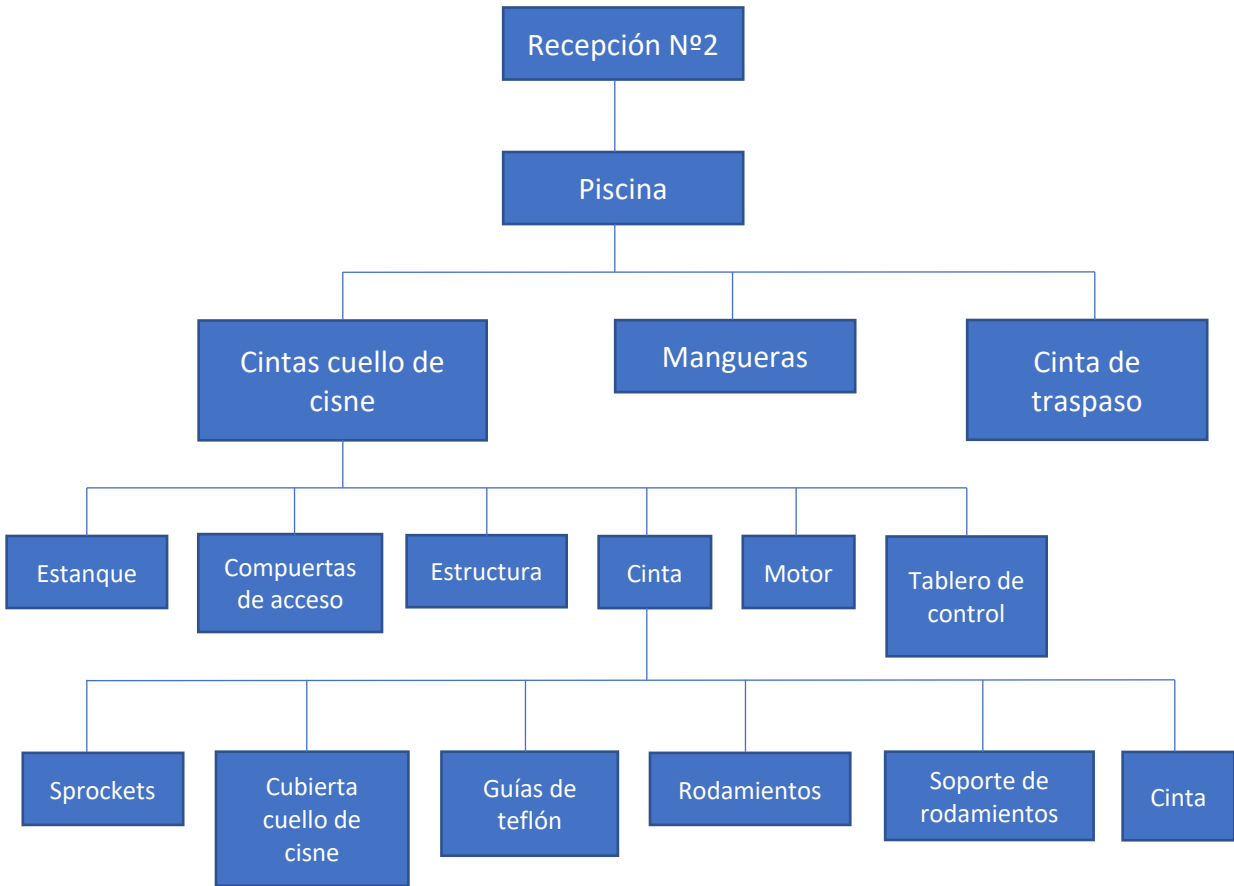 Recepción Nº2
Piscina
Cintas cuello de
cisne
Mangueras
Cinta de
traspaso
Estanque
Compuertas
de acceso
Estructura
Cinta
Motor
Tablero de
control
Sprockets
Cubierta
cuello de
cisne
Guías de
teflón
Rodamientos
Soporte de
rodamientos
Cinta